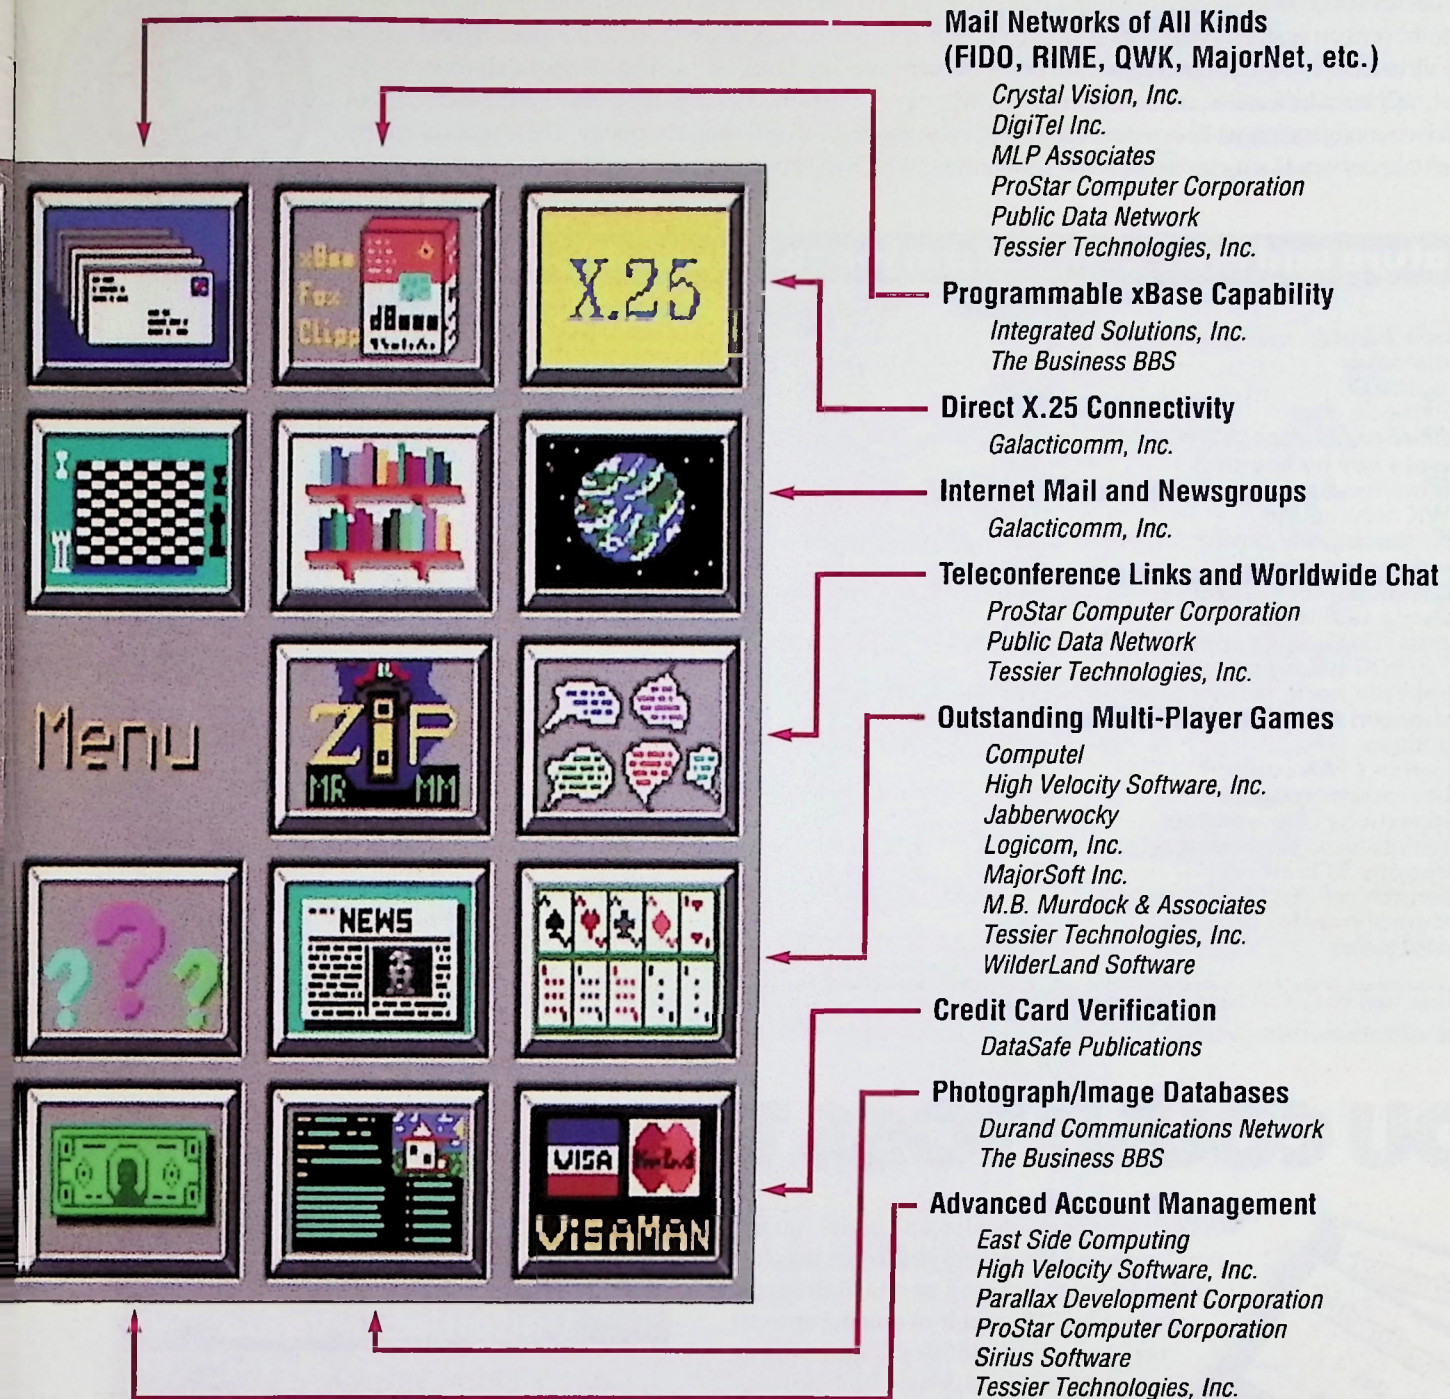 Mail Networks of All Kinds
(FIDO, RIME, QWK, MajorNet, etc.)
Crystal Vision, Inc.
DigiTel Inc.
MLP Associates
ProStar Computer Corporation
Public Data Network
Tessier Technologies, Inc.
Programmable xBase Capability
Integrated Solutions, Inc.
The Business BBS
Direct X.25 Connectivity
Galacticomm, Inc.
Internet Mail and Newsgroups
Galacticomm, Inc.
Teleconference Links and Worldwide Chat
ProStar Computer Corporation
Public Data Network
Tessier Technologies, Inc.
Outstanding Multi-Player Games
Computel
High Velocity Software, Inc.
Jabberwocky
Logicom, Inc.
MajorSoft Inc.
M.B. Murdock & Associates
Tessier Technologies, Inc.
WilderLand Software
Credit Card Verification
DataSafe Publications
Photograph/Image Databases
Durand Communications Network
The Business BBS
Advanced Account Management
East Side Computing
High Velocity Software, Inc.
Parallax Development Corporation
ProStar Computer Corporation
Sirius Software
Tessier Technologies, Inc.
xBase
Fox
Clipp
X.25
Menu
ZIP
MR MM
NEWS
VISA
VISAMAN